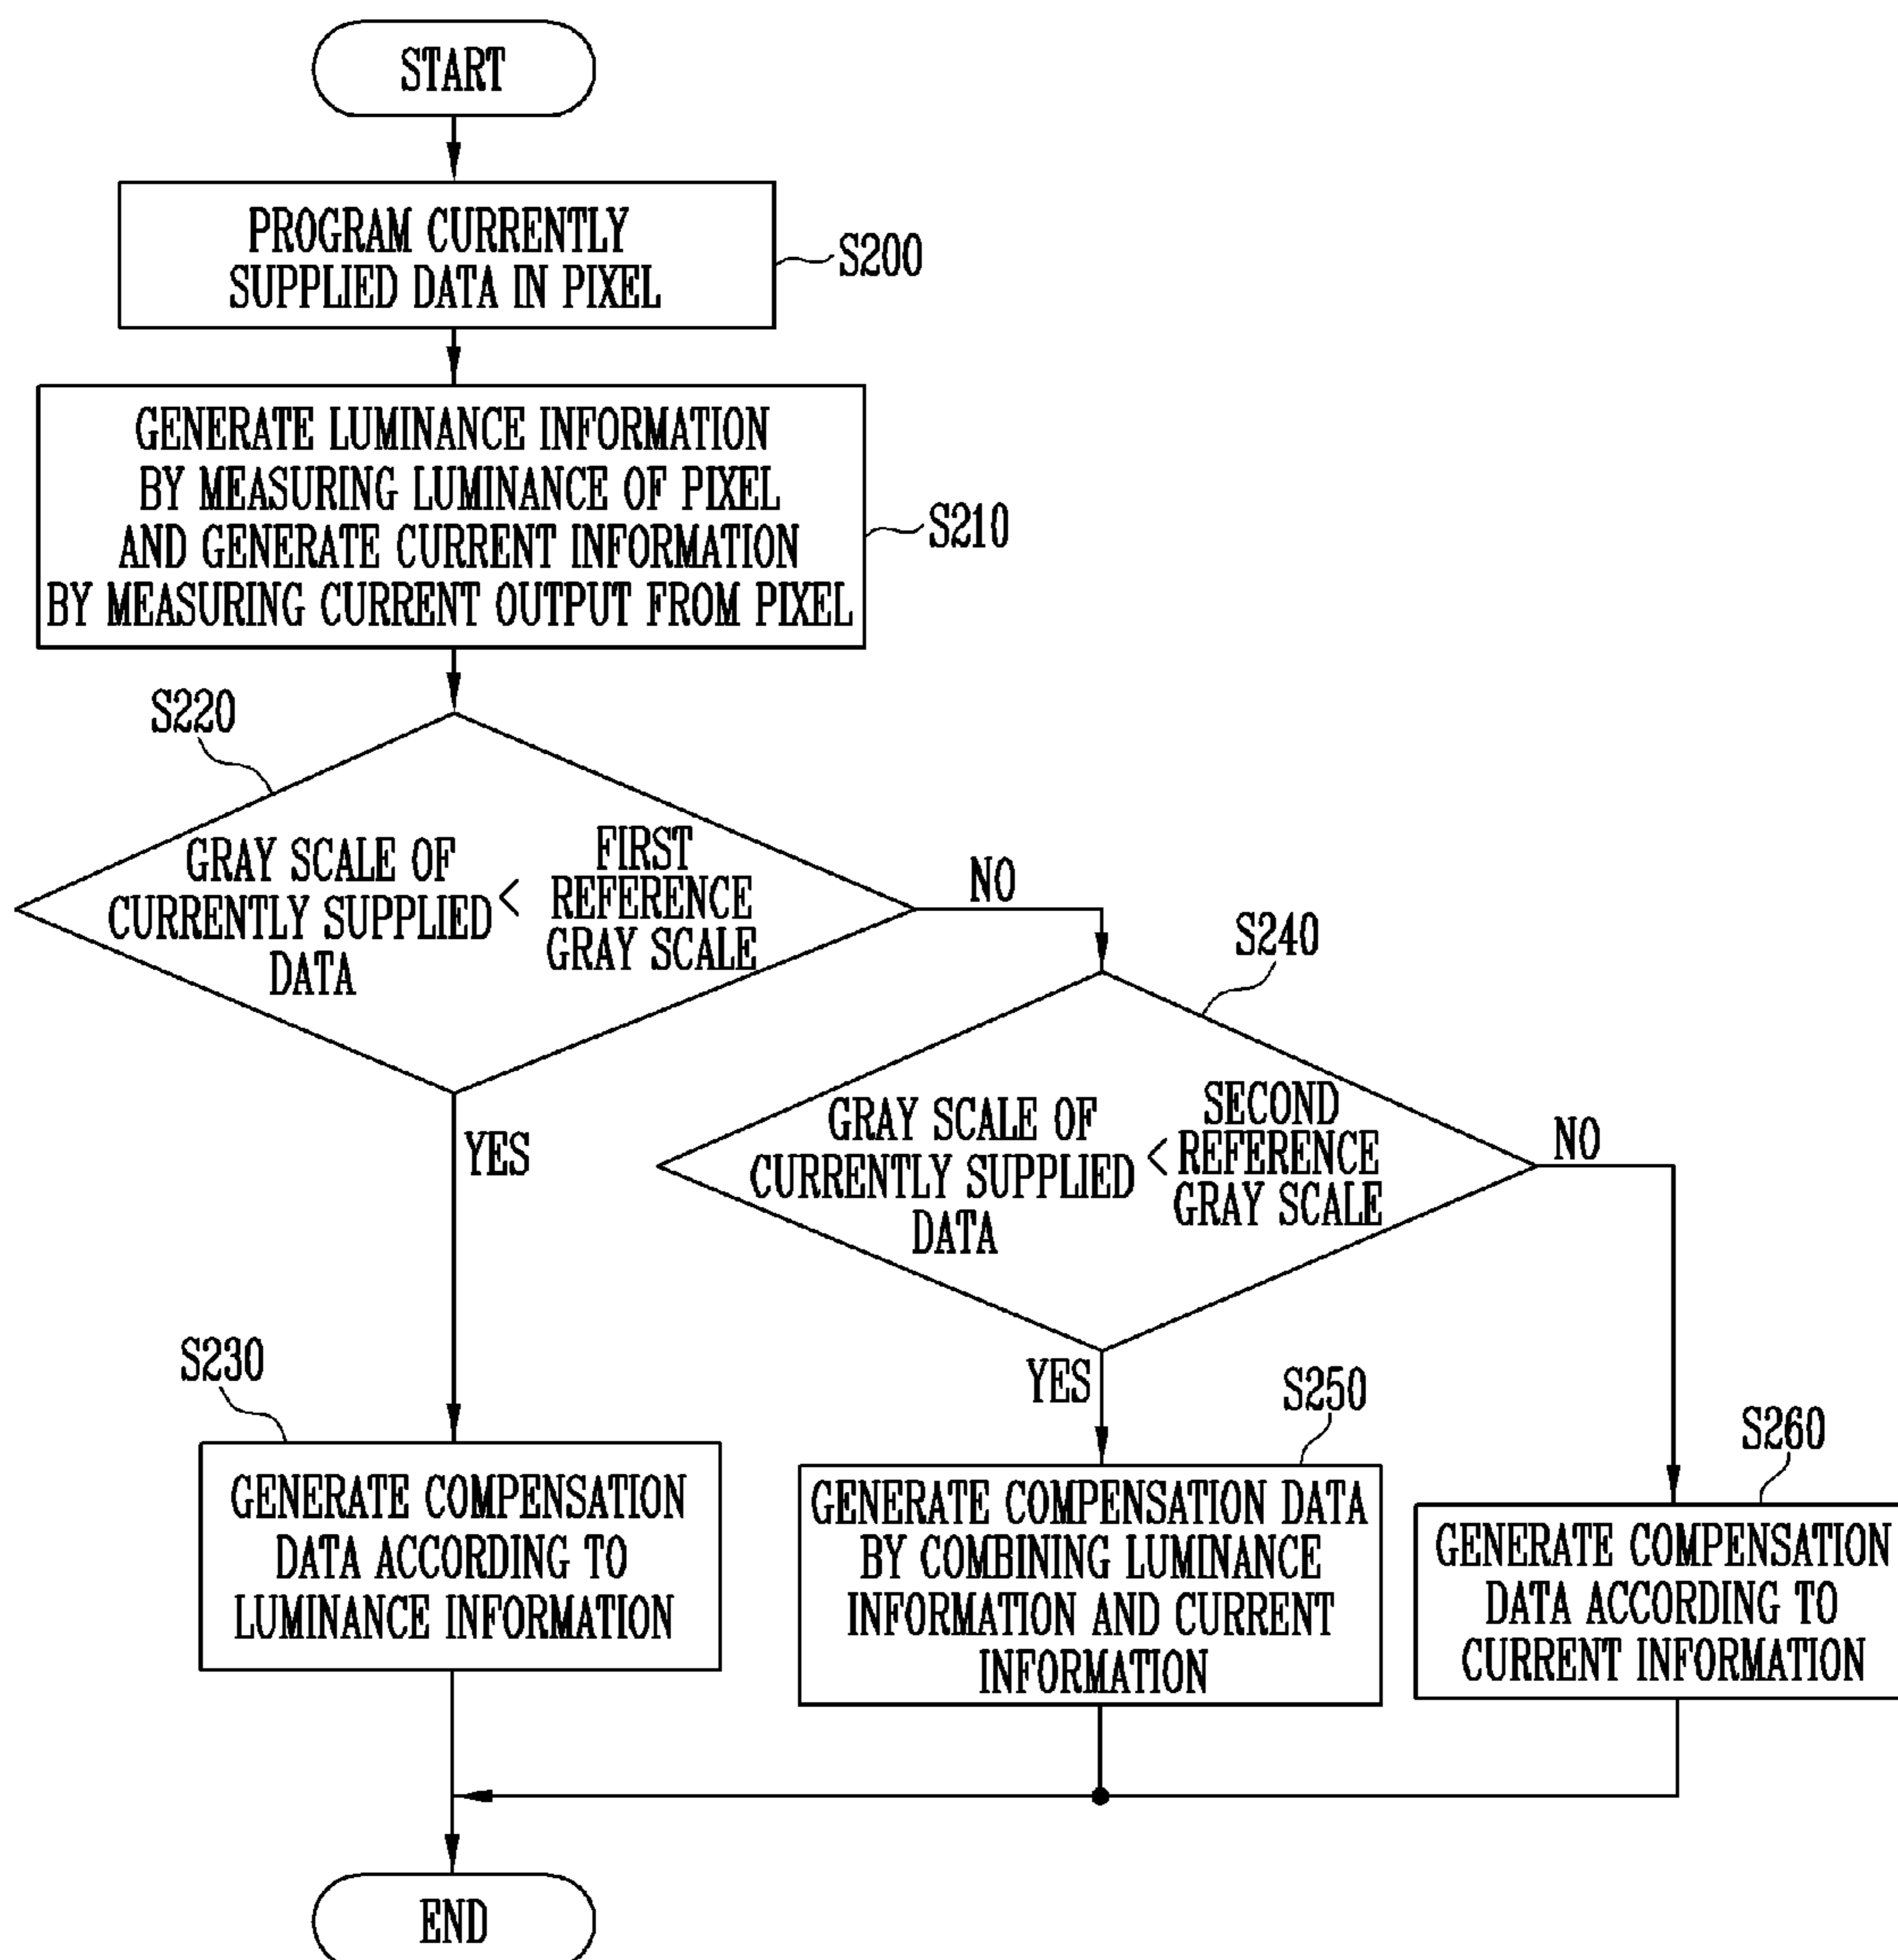 START
PROGRAM CURRENTLY
SUPPLIED DATA IN PIXEL
S200
GENERATE LUMINANCE INFORMATION
BY MEASURING LUMINANCE OF PIXEL
AND GENERATE CURRENT INFORMATION
BY MEASURING CURRENT OUTPUT FROM PIXEL
S210
S220
GRAY SCALE OF
CURRENTLY SUPPLIED
DATA
<
FIRST
REFERENCE
GRAY SCALE
NO
YES
S240
GRAY SCALE OF
CURRENTLY SUPPLIED
DATA
<
SECOND
REFERENCE
GRAY SCALE
NO
YES
S230
GENERATE COMPENSATION
DATA ACCORDING TO
LUMINANCE INFORMATION
S250
GENERATE COMPENSATION DATA
BY COMBINING LUMINANCE
INFORMATION AND CURRENT
INFORMATION
S260
GENERATE COMPENSATION
DATA ACCORDING TO
CURRENT INFORMATION
END